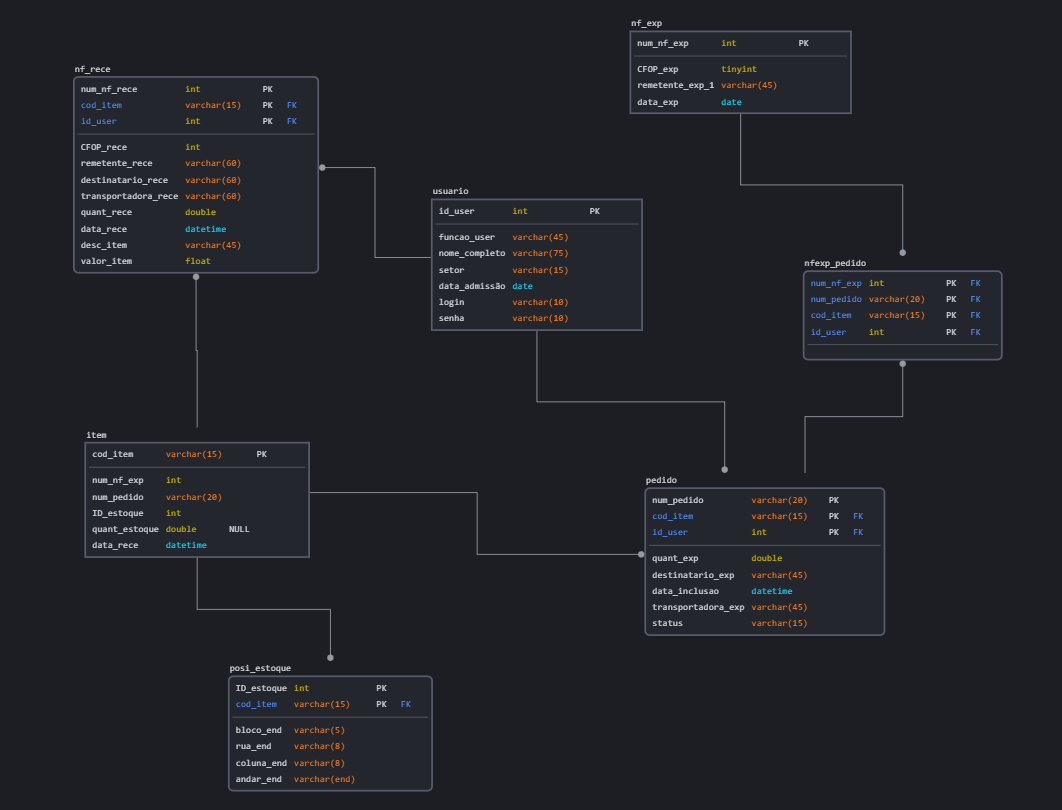 nf_exp
num_nf_exp int PK
CFOP_exp tinyint
remetente_exp_1 varchar(45)
data_exp date
nf_rece
num_nf_rece int PK
cod_item varchar(15) PK FK
id_user int PK FK
CFOP_rece int
remetente_rece varchar(60)
destinatario_rece varchar(60)
transportadora_rece varchar(60)
quant_rece double
data_rece datetime
desc_item varchar(45)
valor_item float
usuario
id_user int PK
funcao_user varchar(45)
nome_completo varchar(75)
setor varchar(15)
data_admissão date
login varchar(10)
senha varchar(10)
nfexp_pedido
num_nf_exp int PK FK
num_pedido varchar(20) PK FK
cod_item varchar(15) PK FK
id_user int PK FK
item
cod_item varchar(15) PK
num_nf_exp int
num_pedido varchar(20)
ID_estoque int
quant_estoque double NULL
data_rece datetime
pedido
num_pedido varchar(20) PK
cod_item varchar(15) PK FK
id_user int PK FK
quant_exp double
destinatario_exp varchar(45)
data_inclusao datetime
transportadora_exp varchar(45)
status varchar(15)
posi_estoque
ID_estoque int PK
cod_item varchar(15) PK FK
bloco_end varchar(5)
rua_end varchar(8)
coluna_end varchar(8)
andar_end varchar(end)